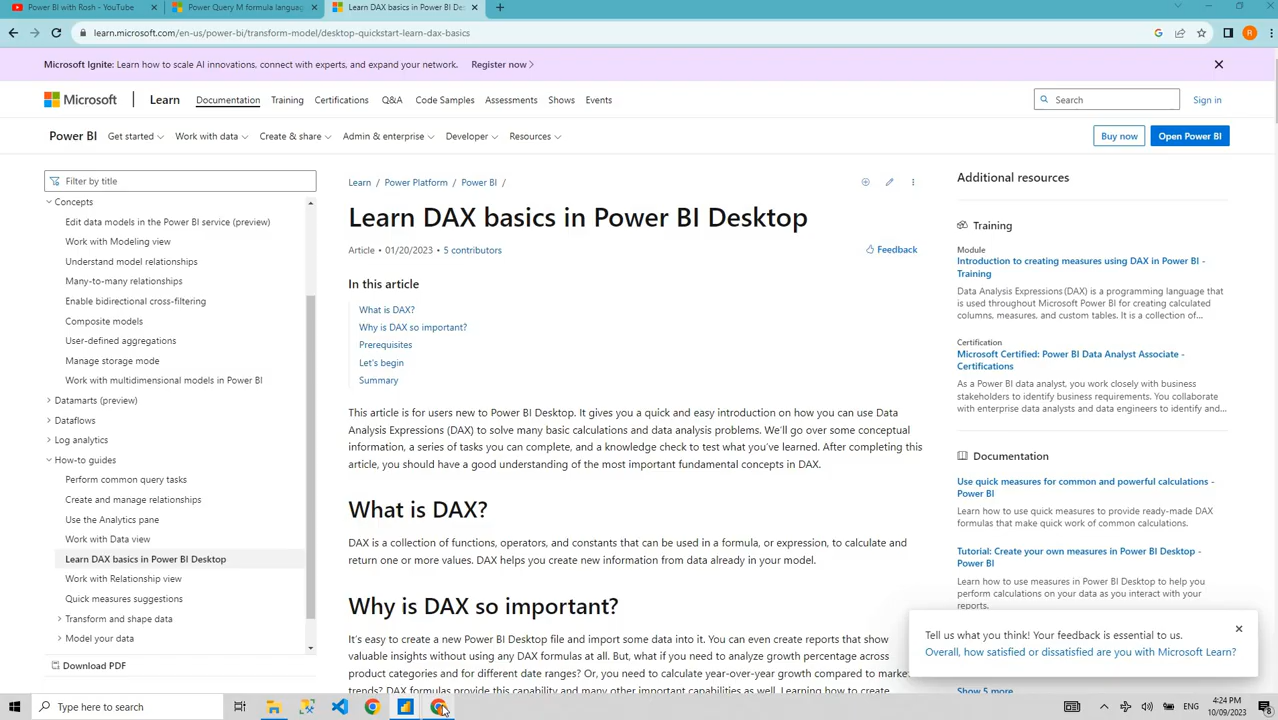 Power BI with Rosh - YouTube
Power Query M formula languag
Learn DAX basics in Power BI Des
learn.microsoft.com/en-us/power-bi/transform-model/desktop-quickstart-learn-dax-basics
R
Microsoft Ignite: Learn how to scale AI innovations, connect with experts, and expand your network. Register now
Microsoft Learn Documentation Training Certifications Q&A Code Samples Assessments Shows Events Search Sign in
Power BI Get started Work with data Create & share Admin & enterprise Developer Resources Buy now Open Power BI
Filter by title
Concepts
Edit data models in the Power BI service (preview)
Work with Modeling view
Understand model relationships
Many-to-many relationships
Enable bidirectional cross-filtering
Composite models
User-defined aggregations
Manage storage mode
Work with multidimensional models in Power BI
Datamarts (preview)
Dataflows
Log analytics
How-to guides
Perform common query tasks
Create and manage relationships
Use the Analytics pane
Work with Data view
Learn DAX basics in Power BI Desktop
Work with Relationship view
Quick measures suggestions
Transform and shape data
Model your data
Download PDF
Learn / Power Platform / Power BI /
Learn DAX basics in Power BI Desktop
Article • 01/20/2023 • 5 contributors
Feedback
In this article
What is DAX?
Why is DAX so important?
Prerequisites
Let's begin
Summary
This article is for users new to Power BI Desktop. It gives you a quick and easy introduction on how you can use Data
Analysis Expressions (DAX) to solve many basic calculations and data analysis problems. We'll go over some conceptual
information, a series of tasks you can complete, and a knowledge check to test what you've learned. After completing this
article, you should have a good understanding of the most important fundamental concepts in DAX.
What is DAX?
DAX is a collection of functions, operators, and constants that can be used in a formula, or expression, to calculate and
return one or more values. DAX helps you create new information from data already in your model.
Why is DAX so important?
It's easy to create a new Power BI Desktop file and import some data into it. You can even create reports that show
valuable insights without using any DAX formulas at all. But, what if you need to analyze growth percentage across
product categories and for different date ranges? Or, you need to calculate year-over-year growth compared to market
trends? DAX formulas provide this capability and many other important capabilities as well. Learning how to create
Additional resources
Training
Module
Introduction to creating measures using DAX in Power BI -
Training
Data Analysis Expressions (DAX) is a programming language that
is used throughout Microsoft Power BI for creating calculated
columns, measures, and custom tables. It is a collection of...
Certification
Microsoft Certified: Power BI Data Analyst Associate -
Certifications
As a Power BI data analyst, you work closely with business
stakeholders to identify business requirements. You collaborate
with enterprise data analysts and data engineers to identify and...
Documentation
Use quick measures for common and powerful calculations -
Power BI
Learn how to use quick measures to provide ready-made DAX
formulas that make quick work of common calculations.
Tutorial: Create your own measures in Power BI Desktop -
Power BI
Learn how to use measures in Power BI Desktop to help you
perform calculations on your data as you interact with your
reports.
Tell us what you think! Your feedback is essential to us.
Overall, how satisfied or dissatisfied are you with Microsoft Learn?
Show 5 more
Type here to search
ENG
4:24 PM
10/09/2023